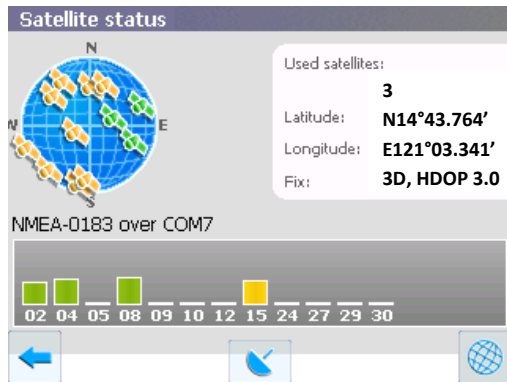 Satellite status
N
W
E
S
Used satellites:
3
Latitude: N14°43.764′
Longitude: E121°03.341′
Fix: 3D, HDOP 3.0
NMEA-0183 over COM7
02 04 05 08 09 10 12 15 24 27 29 30